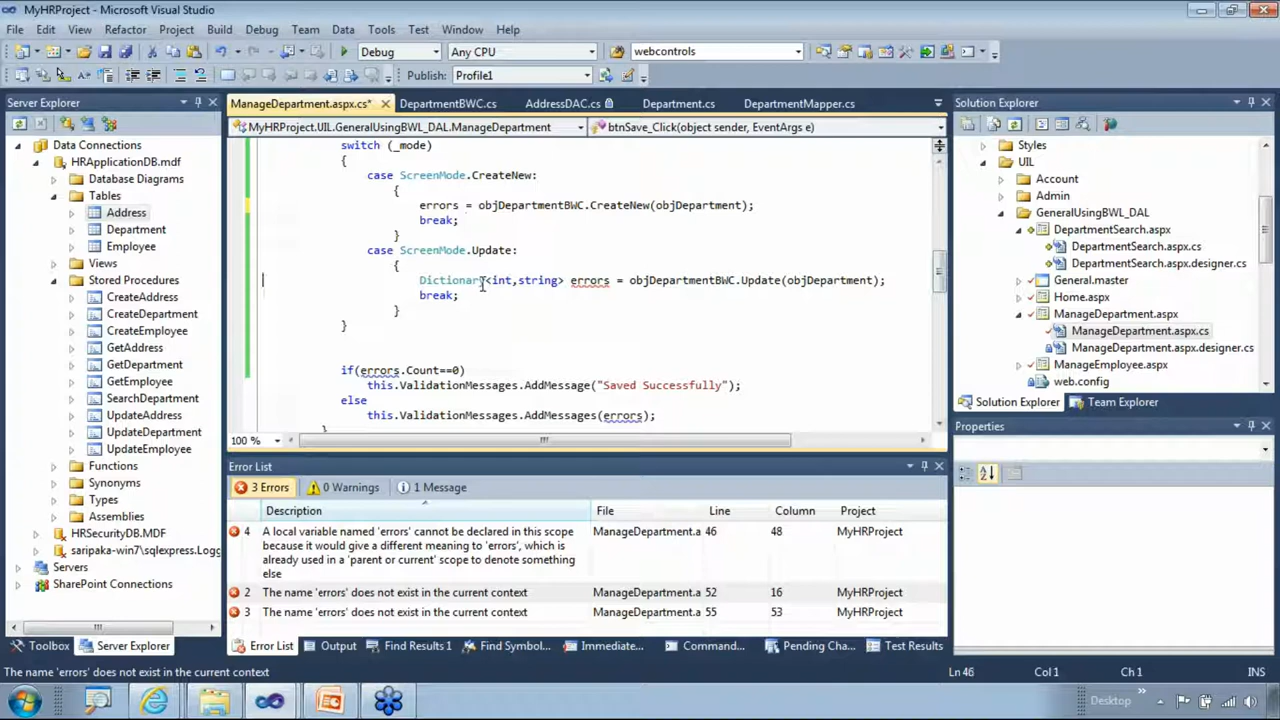 MyHRProject - Microsoft Visual Studio
File Edit View Refactor Project Build Debug Team Data Tools Test Window Help
Debug Any CPU webcontrols
Publish: Profile1
Server Explorer
Data Connections
HRApplicationDB.mdf
Database Diagrams
Tables
Address
Department
Employee
Views
Stored Procedures
CreateAddress
CreateDepartment
CreateEmployee
GetAddress
GetDepartment
GetEmployee
SearchDepartment
UpdateAddress
UpdateDepartment
UpdateEmployee
Functions
Synonyms
Types
Assemblies
HRSecurityDB.MDF
saripaka-win7\sqlexpress.Logg
Servers
SharePoint Connections
Toolbox Server Explorer
ManageDepartment.aspx.cs* DepartmentBWC.cs AddressDAC.cs Department.cs DepartmentMapper.cs
MyHRProject.UIL.GeneralUsingBWL_DAL.ManageDepartment btnSave_Click(object sender, EventArgs e)
switch (_mode)
{
case ScreenMode.CreateNew:
{
errors = objDepartmentBWC.CreateNew(objDepartment);
break;
}
case ScreenMode.Update:
{
Dictionary<int,string> errors = objDepartmentBWC.Update(objDepartment);
break;
}
}
if(errors.Count==0)
this.ValidationMessages.AddMessage("Saved Successfully");
else
this.ValidationMessages.AddMessages(errors);
100 %
Error List
3 Errors 0 Warnings 1 Message
Description File Line Column Project
4 A local variable named 'errors' cannot be declared in this scope because it would give a different meaning to 'errors', which is already used in a 'parent or current' scope to denote something else ManageDepartment.a 46 48 MyHRProject
2 The name 'errors' does not exist in the current context ManageDepartment.a 52 16 MyHRProject
3 The name 'errors' does not exist in the current context ManageDepartment.a 55 53 MyHRProject
Error List Output Find Results 1 Find Symbol... Immediate... Command... Pending Cha... Test Results
Solution Explorer
Styles
UIL
Account
Admin
GeneralUsingBWL_DAL
DepartmentSearch.aspx
DepartmentSearch.aspx.cs
DepartmentSearch.aspx.designer.cs
General.master
Home.aspx
ManageDepartment.aspx
ManageDepartment.aspx.cs
ManageDepartment.aspx.designer.cs
ManageEmployee.aspx
web.config
Solution Explorer Team Explorer
Properties
The name 'errors' does not exist in the current context Ln 46 Col 1 Ch 1 INS
Desktop »